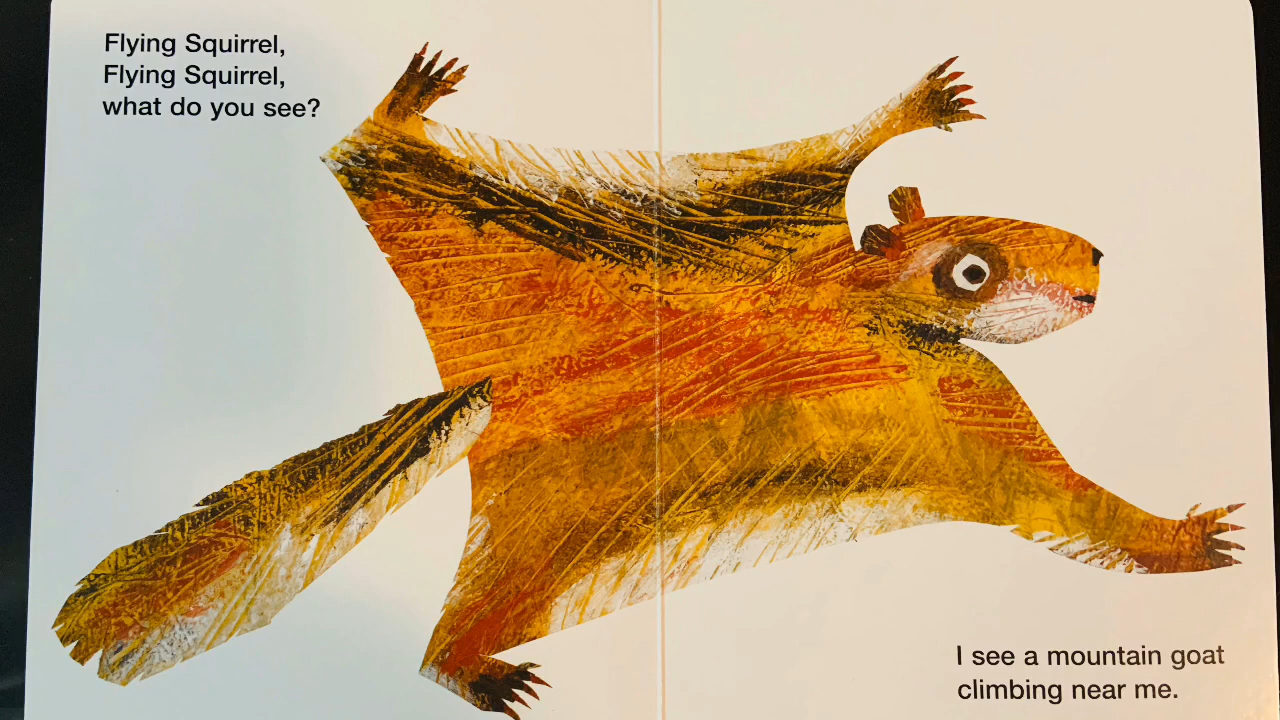 Flying Squirrel,
Flying Squirrel,
what do you see?
I see a mountain goat
climbing near me.